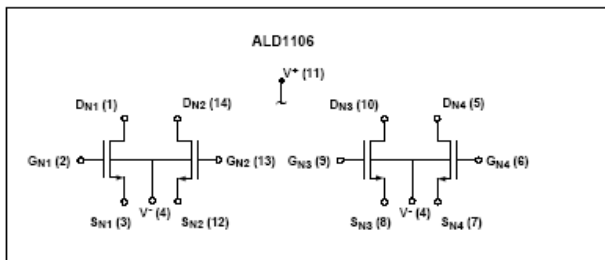 ALD1106
V+ (11)
DN1 (1) DN2 (14) DN3 (10) DN4 (5)
GN1 (2) GN2 (13) GN3 (9) GN4 (6)
SN1 (3) V- (4) SN2 (12) SN3 (8) V- (4) SN4 (7)